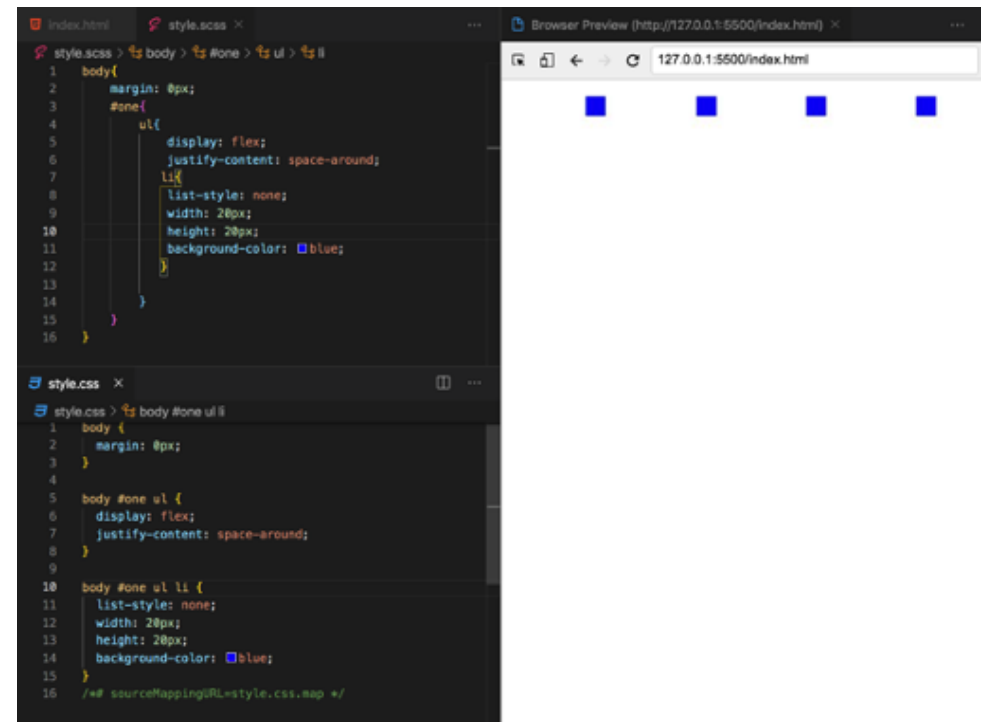 index.html
style.scss ×
···
style.scss > body > #one > ul > li
1 body{
2 margin: 0px;
3 #one{
4 ul{
5 display: flex;
6 justify-content: space-around;
7 li{
8 list-style: none;
9 width: 20px;
10 height: 20px;
11 background-color: blue;
12 }
13
14 }
15 }
16 }
style.css ×
···
style.css > body #one ul li
1 body {
2 margin: 0px;
3 }
4
5 body #one ul {
6 display: flex;
7 justify-content: space-around;
8 }
9
10 body #one ul li {
11 list-style: none;
12 width: 20px;
13 height: 20px;
14 background-color: blue;
15 }
16 /*# sourceMappingURL=style.css.map */
Browser Preview (http://127.0.0.1:5500/index.html) ×
···
127.0.0.1:5500/index.html